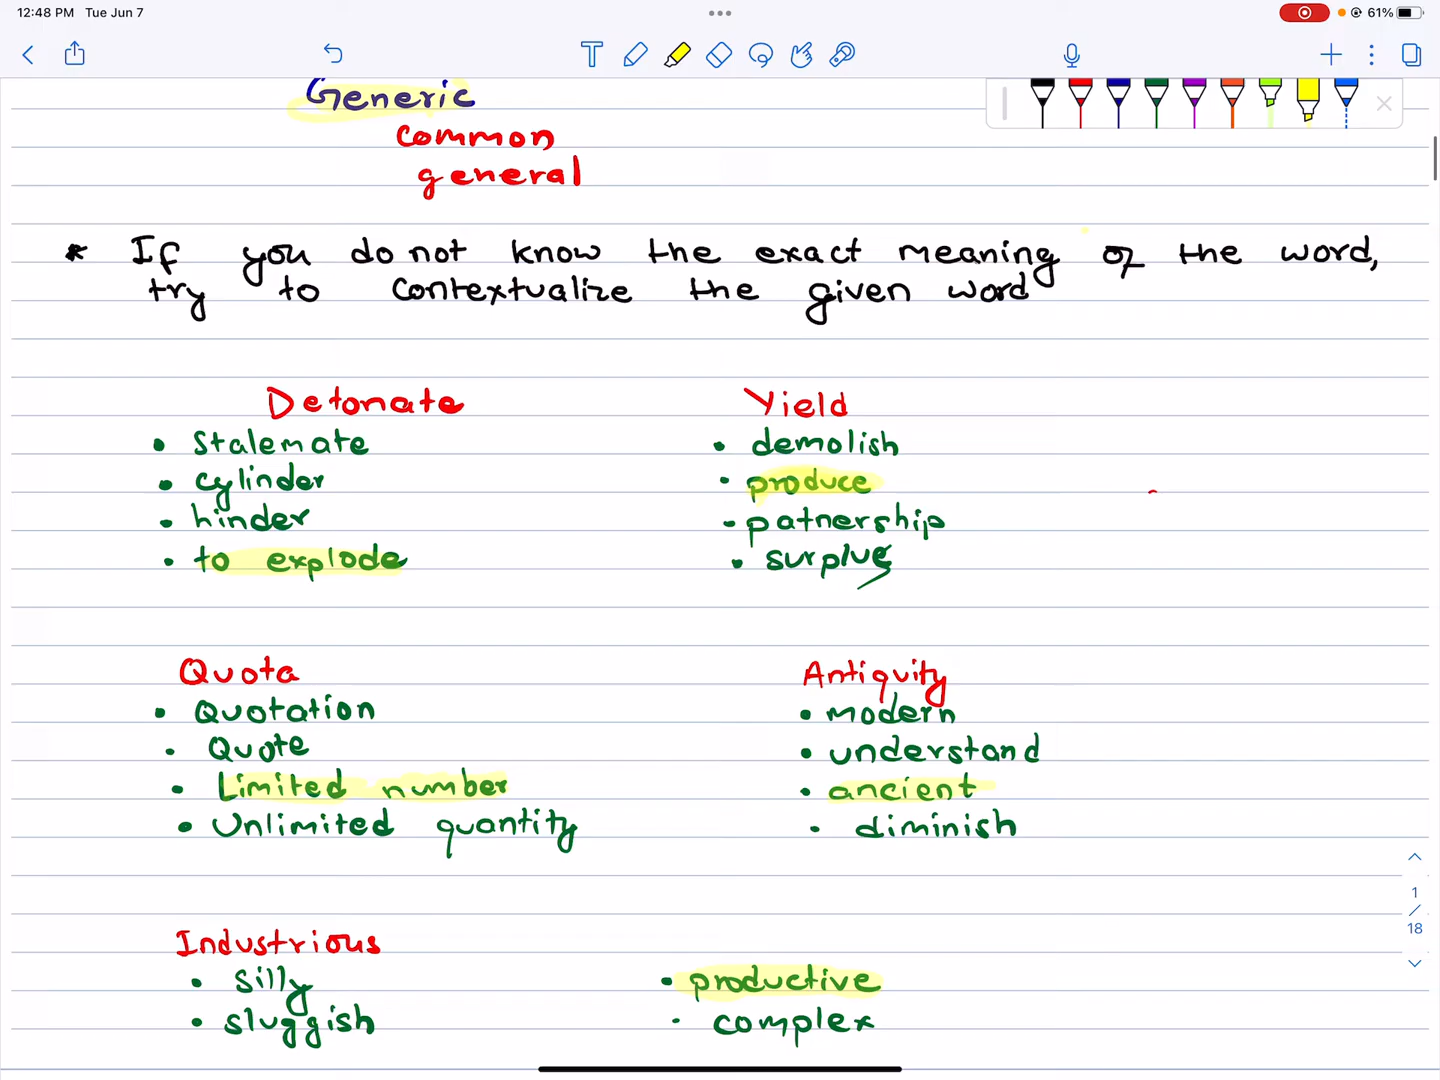 12:48 PM Tue Jun 7
61%
Generic
common
general
* If you do not know the exact meaning of the word,
try to contextualize the given word
Detonate
• stalemate
• cylinder
• hinder
• to explode
Yield
• demolish
• produce
• patnership
• surplus
Quota
• Quotation
• Quote
• Limited number
• Unlimited quantity
Antiquity
• modern
• understand
• ancient
• diminish
Industrious
• silly
• sluggish
• productive
• complex
1
/
18